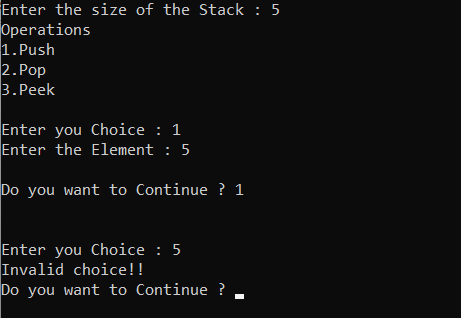 Enter the size of the Stack : 5
Operations
1.Push
2.Pop
3.Peek
Enter you Choice : 1
Enter the Element : 5
Do you want to Continue ? 1
Enter you Choice : 5
Invalid choice!!
Do you want to Continue ?